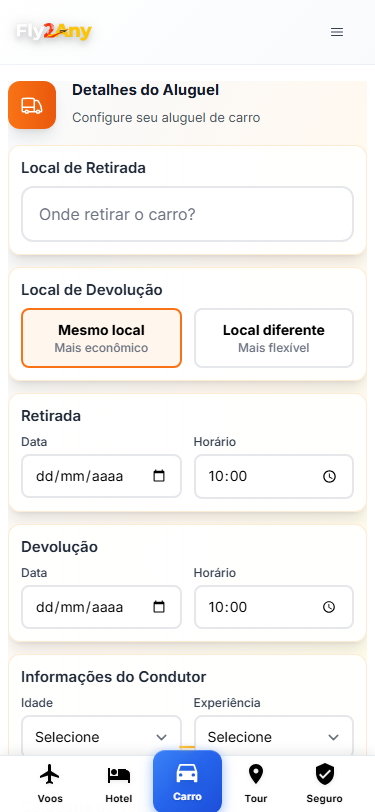 Fly2Any
Detalhes do Aluguel
Configure seu aluguel de carro
Local de Retirada
Onde retirar o carro?
Local de Devolução
Mesmo local
Mais econômico
Local diferente
Mais flexível
Retirada
Data
Horário
dd/mm/aaaa
10:00
Devolução
Data
Horário
dd/mm/aaaa
10:00
Informações do Condutor
Idade
Experiência
Selecione
Selecione
Voos
Hotel
Carro
Tour
Seguro